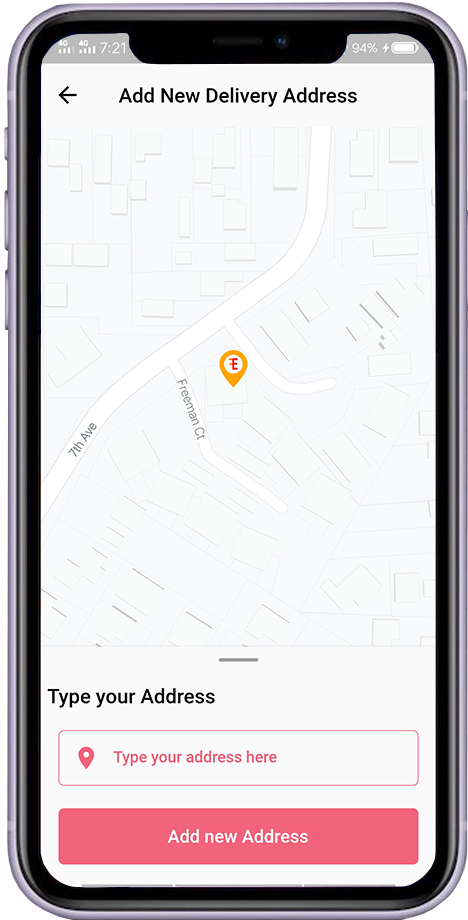 4G 4G 7:21 94%
Add New Delivery Address
E
Freeman Ct
7th Ave
Type your Address
Type your address here
Add new Address